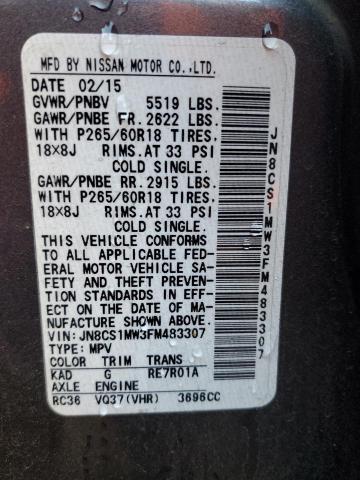 MFD BY NISSAN MOTOR CO.,LTD.
DATE 02/15
GVWR/PNBV 5519 LBS.
GAWR/PNBE FR. 2622 LBS.
WITH P265/60R18 TIRES.
18X8J RIMS.AT 33 PSI
COLD SINGLE.
GAWR/PNBE RR. 2915 LBS.
WITH P265/60R18 TIRES.
18X8J RIMS.AT 33 PSI
COLD SINGLE.
THIS VEHICLE CONFORMS
TO ALL APPLICABLE FED-
ERAL MOTOR VEHICLE SA-
FETY AND THEFT PREVEN-
TION STANDARDS IN EFF-
ECT ON THE DATE OF MA-
NUFACTURE SHOWN ABOVE.
VIN: JN8CS1MW3FM483307
TYPE: MPV
COLOR TRIM TRANS
KAD G RE7R01A
AXLE ENGINE
RC36 VQ37(VHR) 3696CC
JN8CS1MW3FM483307